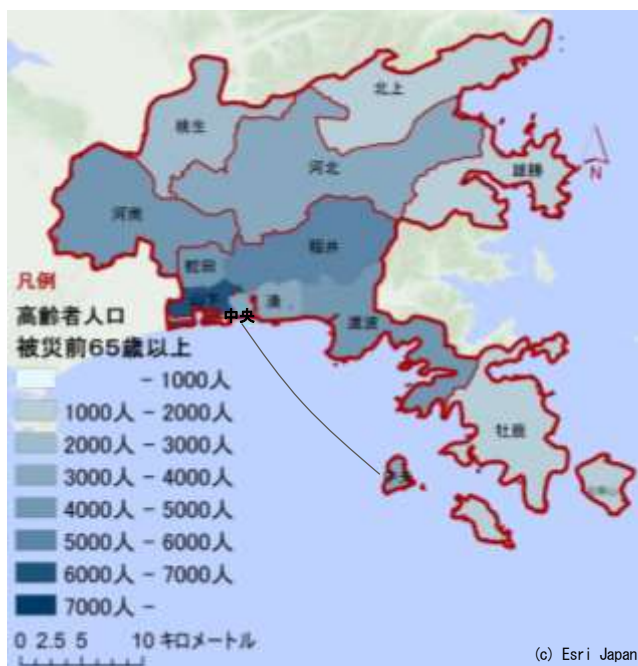 北上
桃生
河北
雄勝
N
河南
稲井
蛇田
凡例
山下
湊
中央
高齢者人口
渡波
被災前65歳以上
- 1000人
1000人 - 2000人
2000人 - 3000人
3000人 - 4000人
4000人 - 5000人
5000人 - 6000人
6000人 - 7000人
7000人 -
牡鹿
0 2.5 5 10 キロメートル
(c) Esri Japan